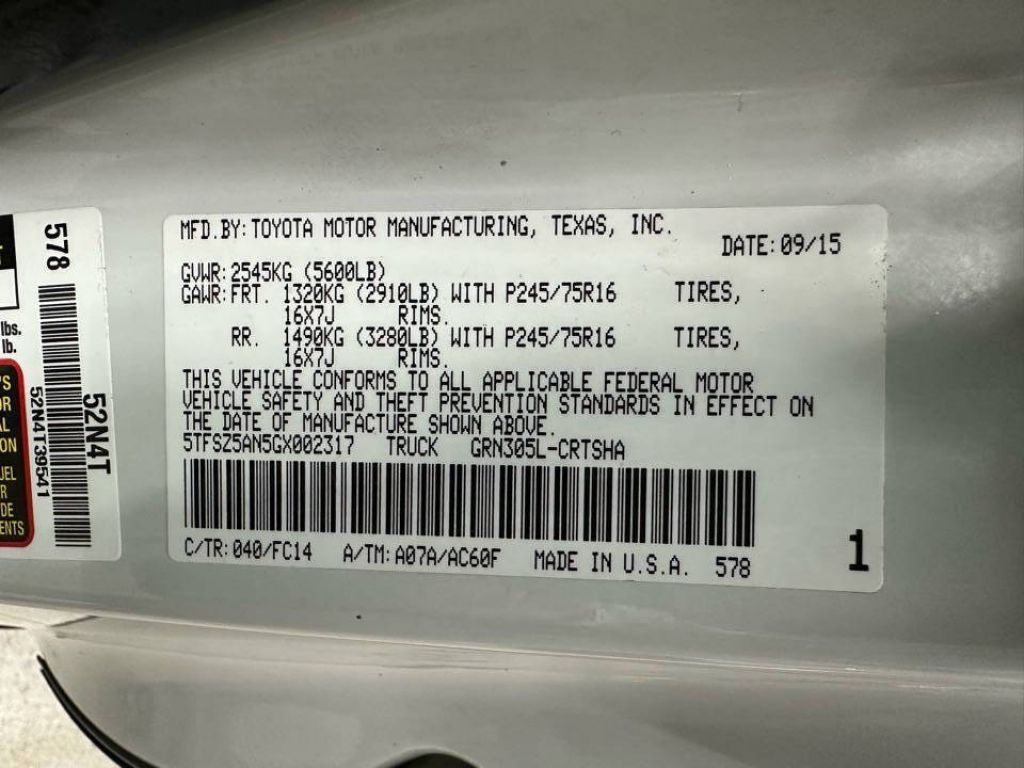 MFD.BY: TOYOTA MOTOR MANUFACTURING, TEXAS, INC.
DATE: 09/15
GVWR: 2545KG (5600LB)
GAWR: FRT. 1320KG (2910LB) WITH P245/75R16 TIRES,
16X7J RIMS.
RR. 1490KG (3280LB) WITH P245/75R16 TIRES,
16X7J RIMS.
THIS VEHICLE CONFORMS TO ALL APPLICABLE FEDERAL MOTOR
VEHICLE SAFETY AND THEFT PREVENTION STANDARDS IN EFFECT ON
THE DATE OF MANUFACTURE SHOWN ABOVE.
5TFSZ5AN5GX002317 TRUCK GRN305L-CRTSHA
C/TR: 040/FC14 A/TM: A07A/AC60F MADE IN U.S.A. 578
1
578
52N4T
52N4T39541
lbs.
lb.